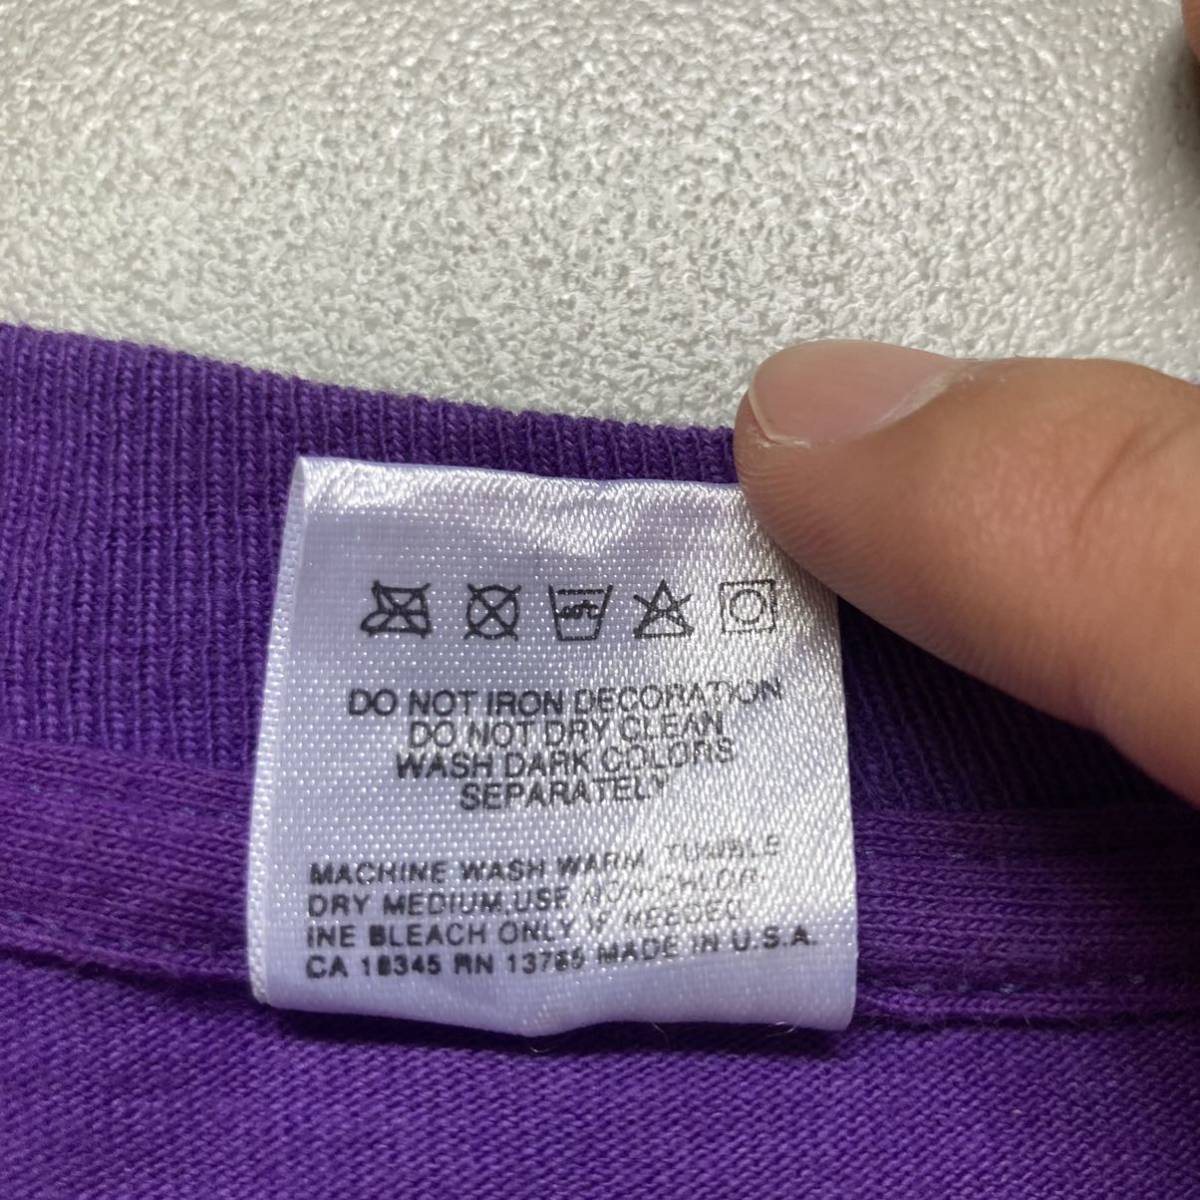 DO NOT IRON DECORATION
DO NOT DRY CLEAN
WASH DARK COLORS
SEPARATELY
MACHINE WASH WARM, TUMBLE
DRY MEDIUM, USE NON-CHLOR-
INE BLEACH ONLY IF NEEDED
CA 18345 RN 13765 MADE IN U.S.A.